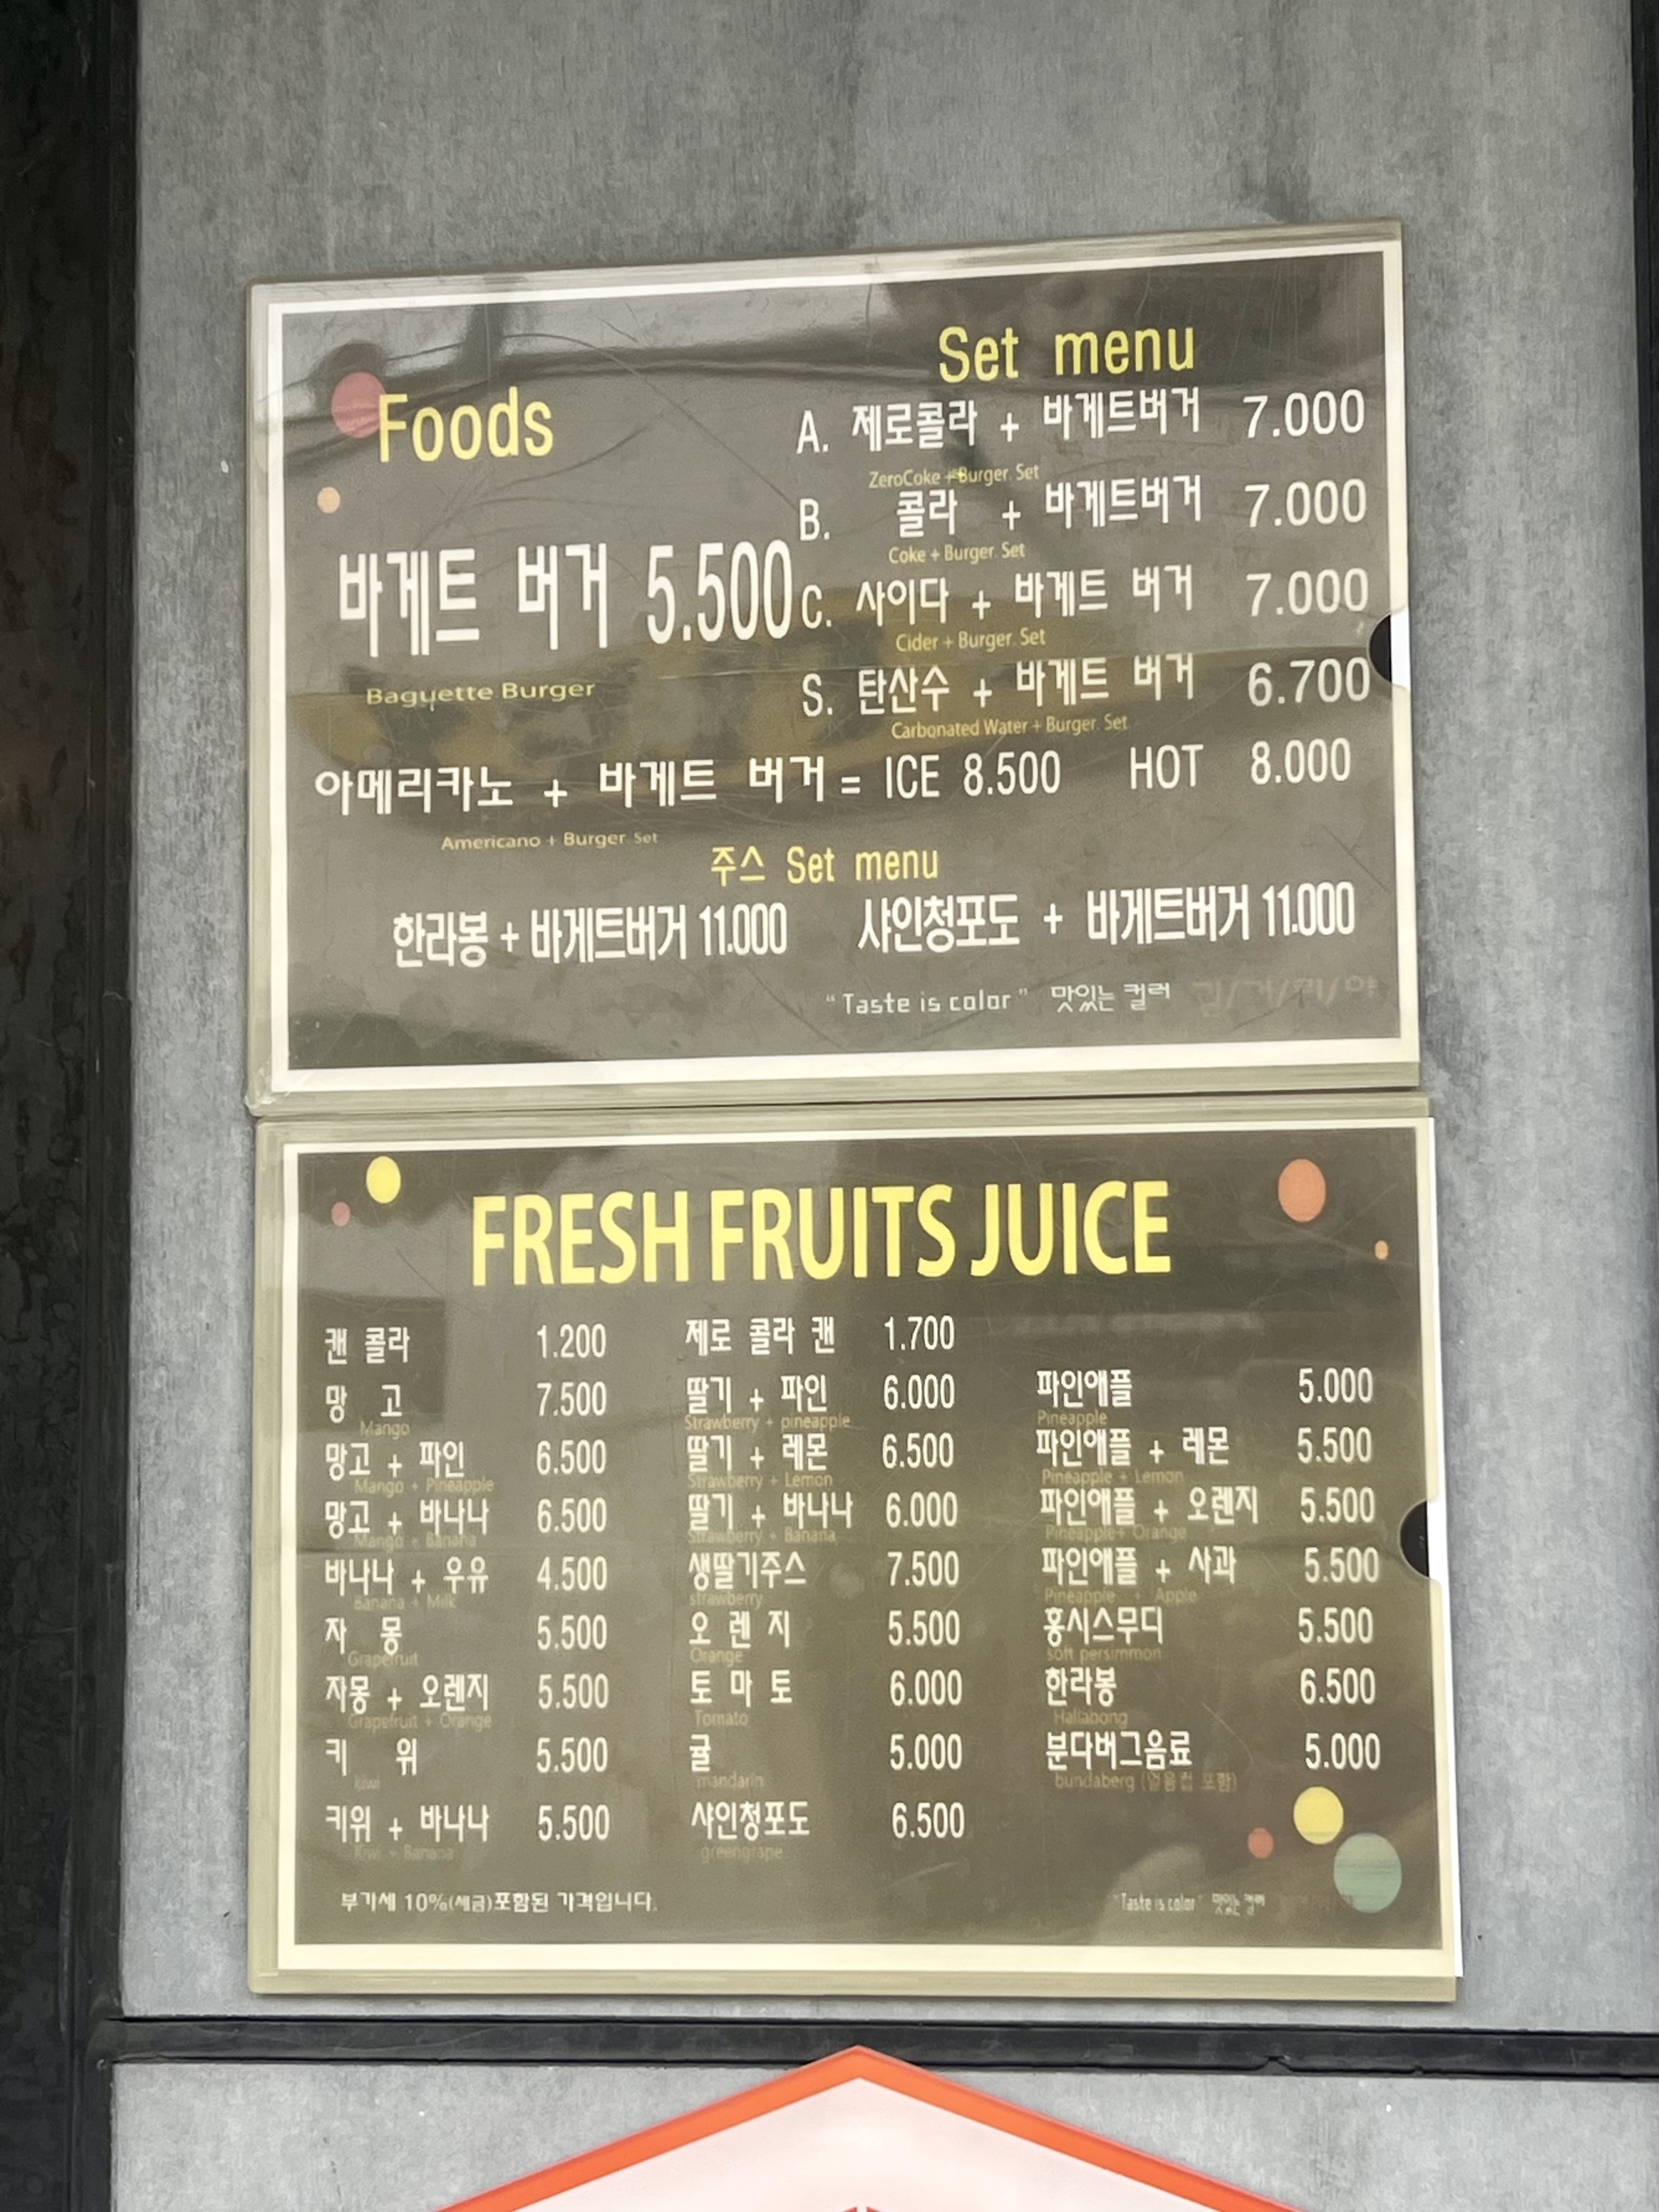 Foods
바게트 버거 5.500
Baguette Burger
Set menu
A. 제로콜라 + 바게트버거 7.000
ZeroCoke + Burger. Set
B. 콜라 + 바게트버거 7.000
Coke + Burger. Set
C. 사이다 + 바게트 버거 7.000
Cider + Burger. Set
S. 탄산수 + 바게트 버거 6.700
Carbonated Water + Burger. Set
아메리카노 + 바게트 버거 = ICE 8.500 HOT 8.000
Americano + Burger. Set
주스 Set menu
한라봉 + 바게트버거 11.000 샤인청포도 + 바게트버거 11.000
"Taste is color" 맛있는 컬러
FRESH FRUITS JUICE
캔 콜라 1.200
망 고 7.500
Mango
망고 + 파인 6.500
Mango + Pineapple
망고 + 바나나 6.500
Mango + Banana
바나나 + 우유 4.500
Banana + Milk
자 몽 5.500
Grapefruit
자몽 + 오렌지 5.500
Grapefruit + Orange
키 위 5.500
kiwi
키위 + 바나나 5.500
Kiwi + Banana
제로 콜라 캔 1.700
딸기 + 파인 6.000
Strawberry + pineapple
딸기 + 레몬 6.500
Strawberry + Lemon
딸기 + 바나나 6.000
Strawberry + Banana
생딸기주스 7.500
strawberry
오 렌 지 5.500
Orange
토 마 토 6.000
Tomato
귤 5.000
mandarin
샤인청포도 6.500
greengrape
파인애플 5.000
Pineapple
파인애플 + 레몬 5.500
Pineapple + Lemon
파인애플 + 오렌지 5.500
Pineapple+ Orange
파인애플 + 사과 5.500
Pineapple + Apple
홍시스무디 5.500
soft persimmon
한라봉 6.500
Hallabong
분다버그음료 5.000
bundaberg (얼음컵 포함)
부가세 10%(세금)포함된 가격입니다.
"Taste is color" 맛있는 컬러